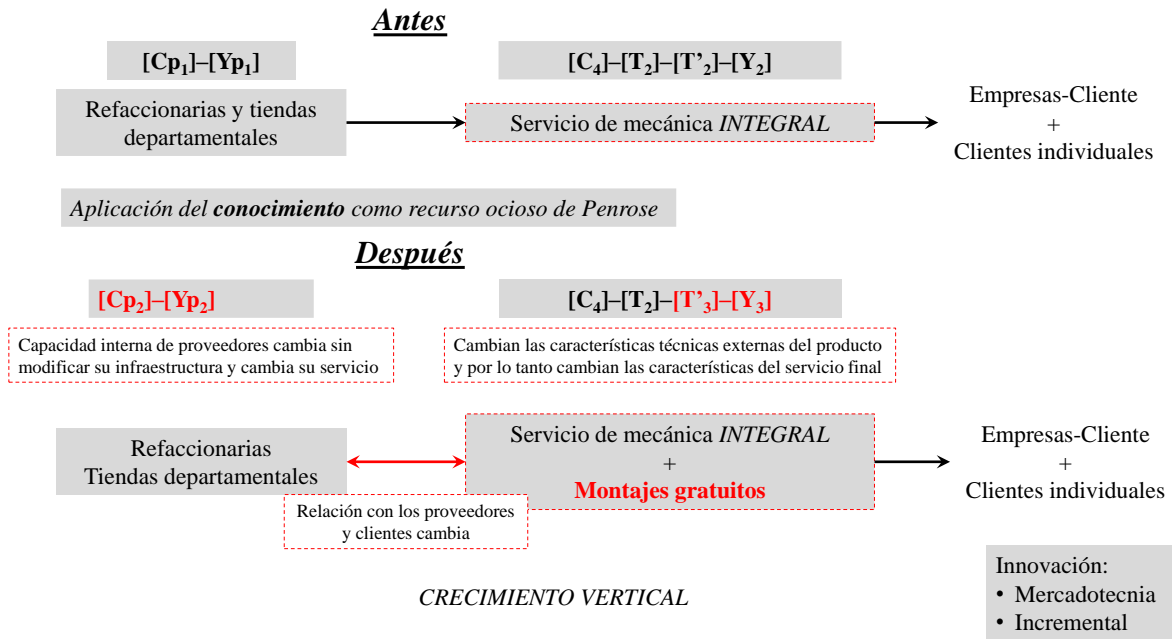 Antes
[Cp₁]–[Yp₁]
[C₄]–[T₂]–[T’₂]–[Y₂]
Refaccionarias y tiendas
departamentales
Servicio de mecánica INTEGRAL
Empresas-Cliente
+
Clientes individuales
Aplicación del conocimiento como recurso ocioso de Penrose
Después
[Cp₂]–[Yp₂]
[C₄]–[T₂]–[T’₃]–[Y₃]
Capacidad interna de proveedores cambia sin
modificar su infraestructura y cambia su servicio
Cambian las características técnicas externas del producto
y por lo tanto cambian las características del servicio final
Refaccionarias
Tiendas departamentales
Servicio de mecánica INTEGRAL
+
Montajes gratuitos
Empresas-Cliente
+
Clientes individuales
Relación con los proveedores
y clientes cambia
CRECIMIENTO VERTICAL
Innovación:
• Mercadotecnia
• Incremental